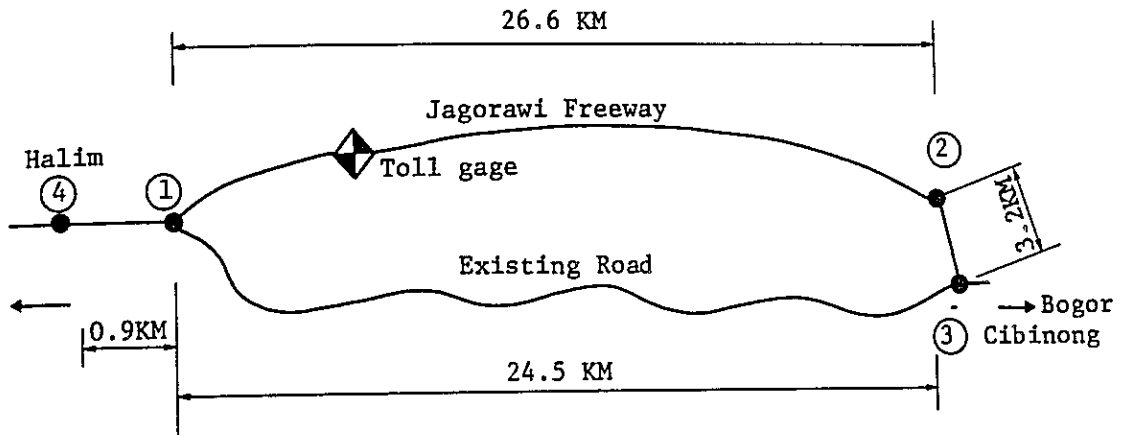 26.6 KM
Jagorawi Freeway
Toll gage
Halim
4
1
2
3-2KM
Existing Road
Bogor
3 Cibinong
0.9KM
24.5 KM